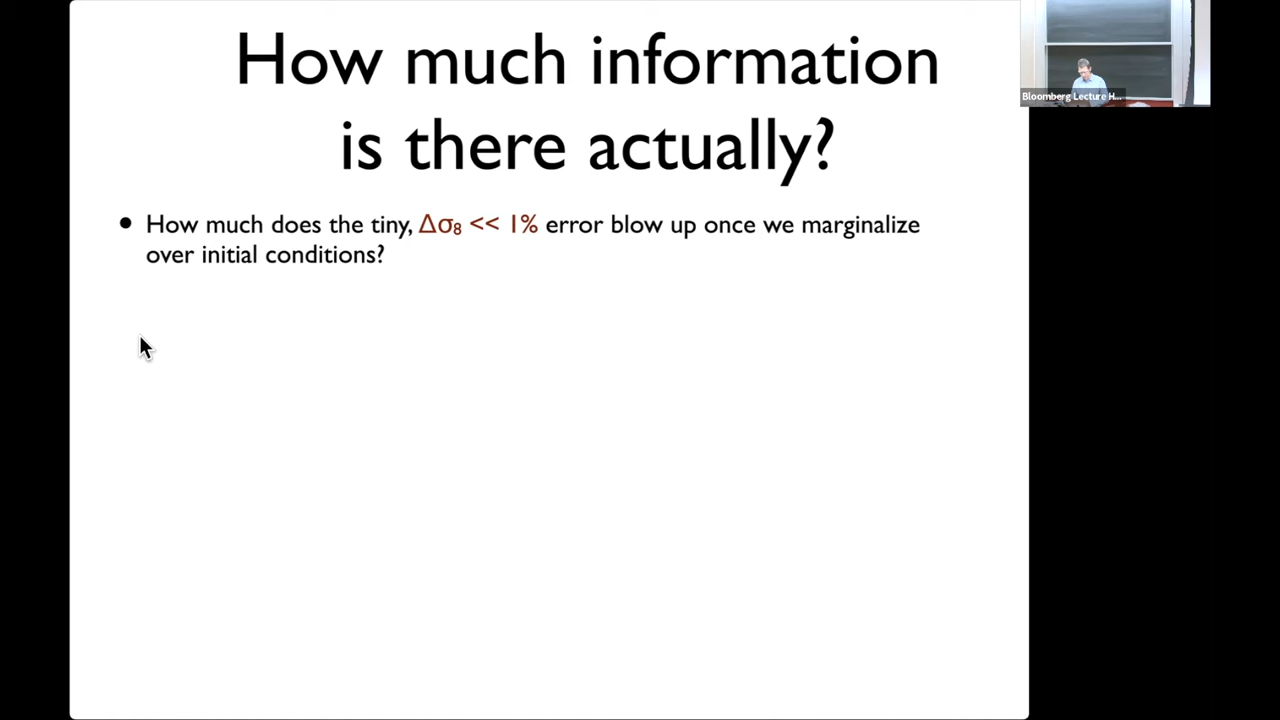 How much information
is there actually?
• How much does the tiny, Δσ₈ << 1% error blow up once we marginalize
over initial conditions?
Bloomberg Lecture H...